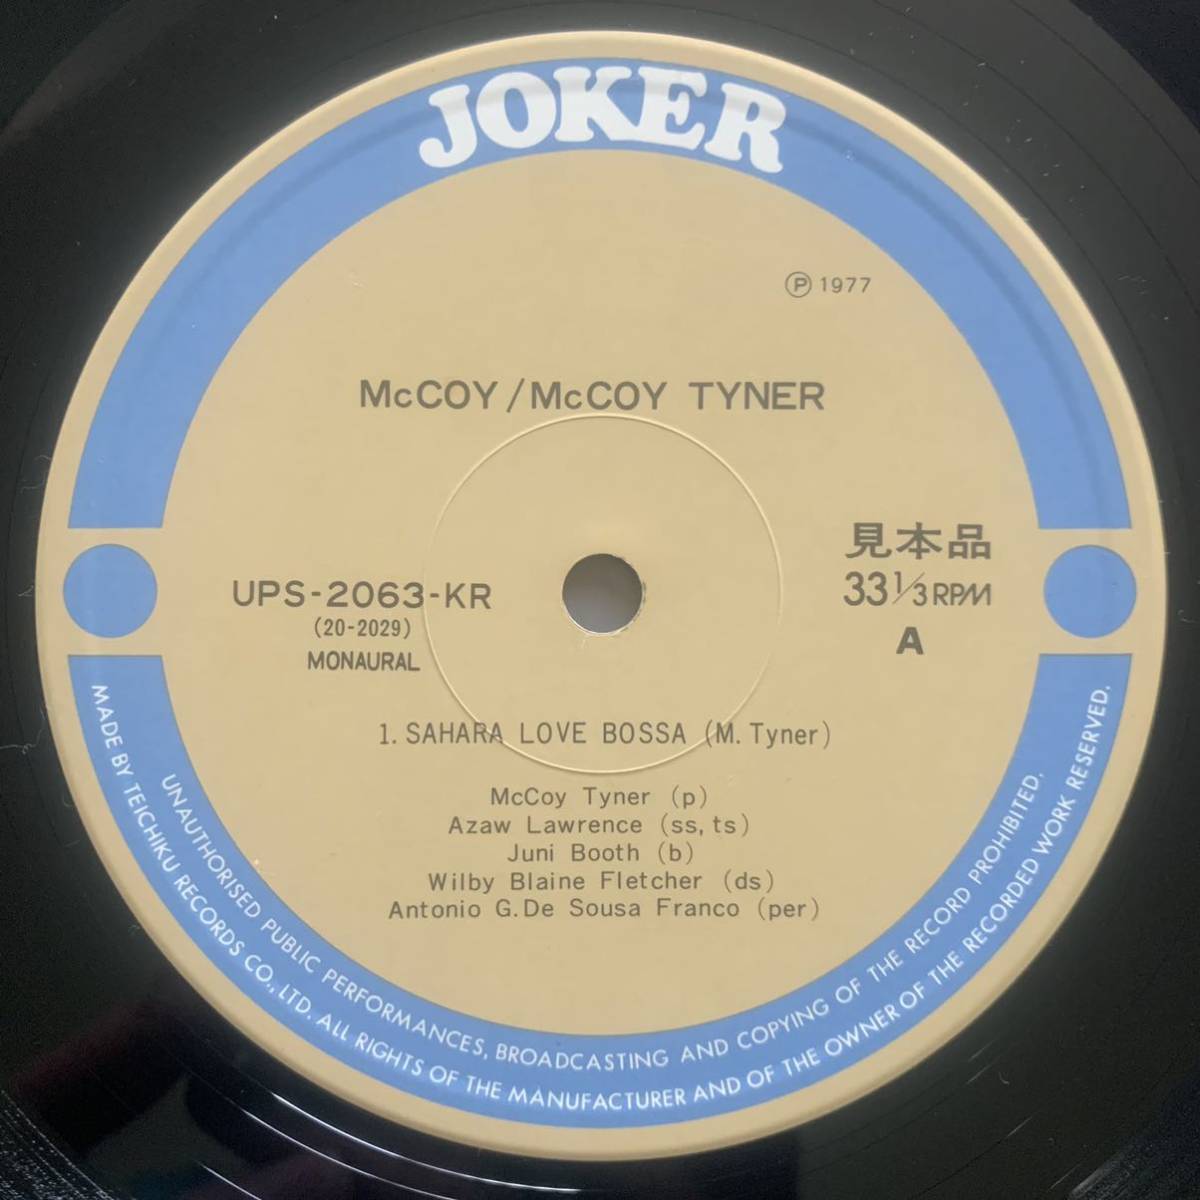 JOKER
Ⓟ 1977
McCOY/McCOY TYNER
見本品
UPS-2063-KR
33 1/3 RPM
(20-2029)
A
MONAURAL
1. SAHARA LOVE BOSSA (M. Tyner)
McCoy Tyner (p)
Azaw Lawrence (ss, ts)
Juni Booth (b)
Wilby Blaine Fletcher (ds)
Antonio G. De Sousa Franco (per)
UNAUTHORISED PUBLIC PERFORMANCES, BROADCASTING AND COPYING OF THE RECORD PROHIBITED.
MADE BY TEICHIKU RECORDS CO., LTD. ALL RIGHTS OF THE MANUFACTURER AND OF THE OWNER OF THE RECORDED WORK RESERVED.